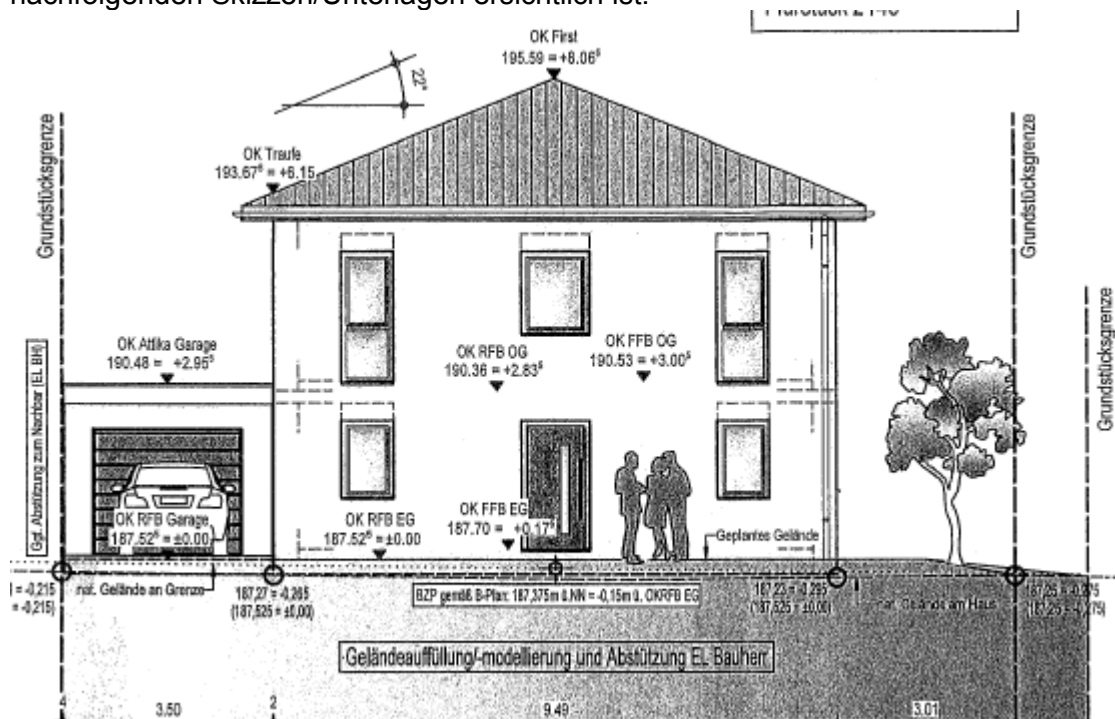 nachfolgenden Skizzen/Unterlagen ersichtlich ist.
OK First
195.59 = +8.06⁵
22°
Grundstücksgrenze
Grundstücksgrenze
Grundstücksgrenze
OK Traufe
193.67⁵ = +6.15
OK Attika Garage
190.48 = +2.95⁵
OK RFB OG
190.36 = +2.83⁵
OK FFB OG
190.53 = +3.00⁵
Ggf. Abstützung zum Nachbar (EL BH)
OK RFB Garage
187.52⁵ = ±0.00
OK RFB EG
187.52⁵ = ±0.00
OK FFB EG
187.70 = +0.17⁵
Geplantes Gelände
= -0,215
= -0,215)
nat. Gelände an Grenze
187,27 = -0,265
(187,525 = ±0,00)
BZP gemäß B-Plan: 187,375m ü.NN = -0,15m u. OKRFB EG
187,23 = -0,295
(187,525 = ±0,00)
nat. Gelände am Haus
Geländeauffüllung/-modellierung und Abstützung EL Bauherr
4
3.50
2
9.49
3.01